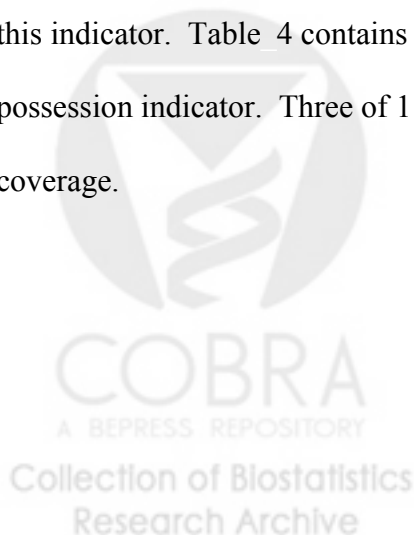 this indicator. Table 4 contains
possession indicator. Three of 1
coverage.
COBRA
A BEPRESS REPOSITORY
Collection of Biostatistics
Research Archive